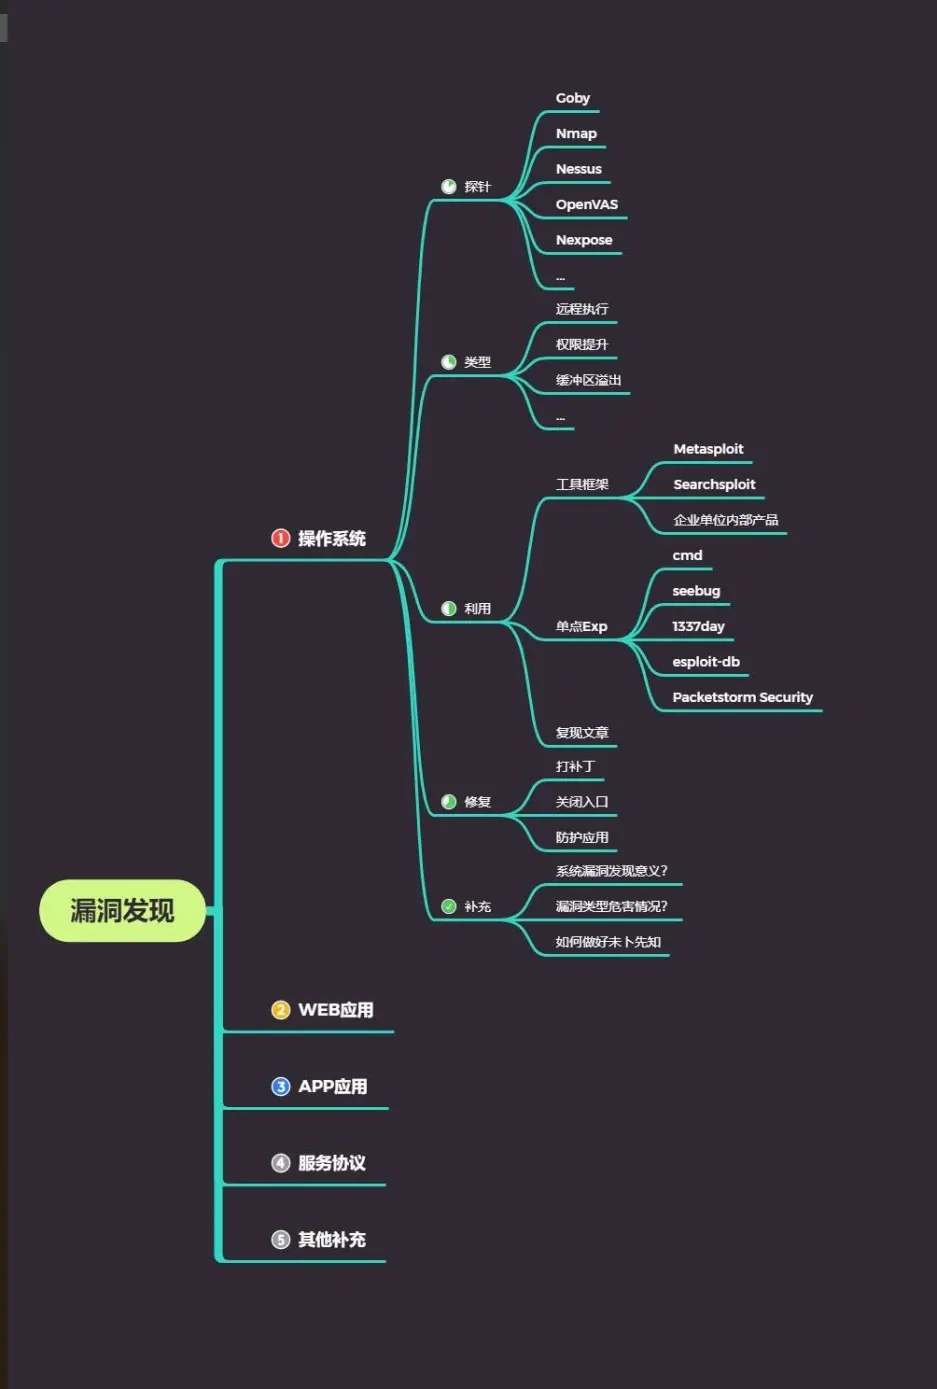 漏洞发现
① 操作系统
探针
Goby
Nmap
Nessus
OpenVAS
Nexpose
...
类型
远程执行
权限提升
缓冲区溢出
...
利用
工具框架
Metasploit
Searchsploit
企业单位内部产品
单点Exp
cmd
seebug
1337day
esploit-db
Packetstorm Security
复现文章
修复
打补丁
关闭入口
防护应用
补充
系统漏洞发现意义?
漏洞类型危害情况?
如何做好未卜先知
② WEB应用
③ APP应用
④ 服务协议
⑤ 其他补充